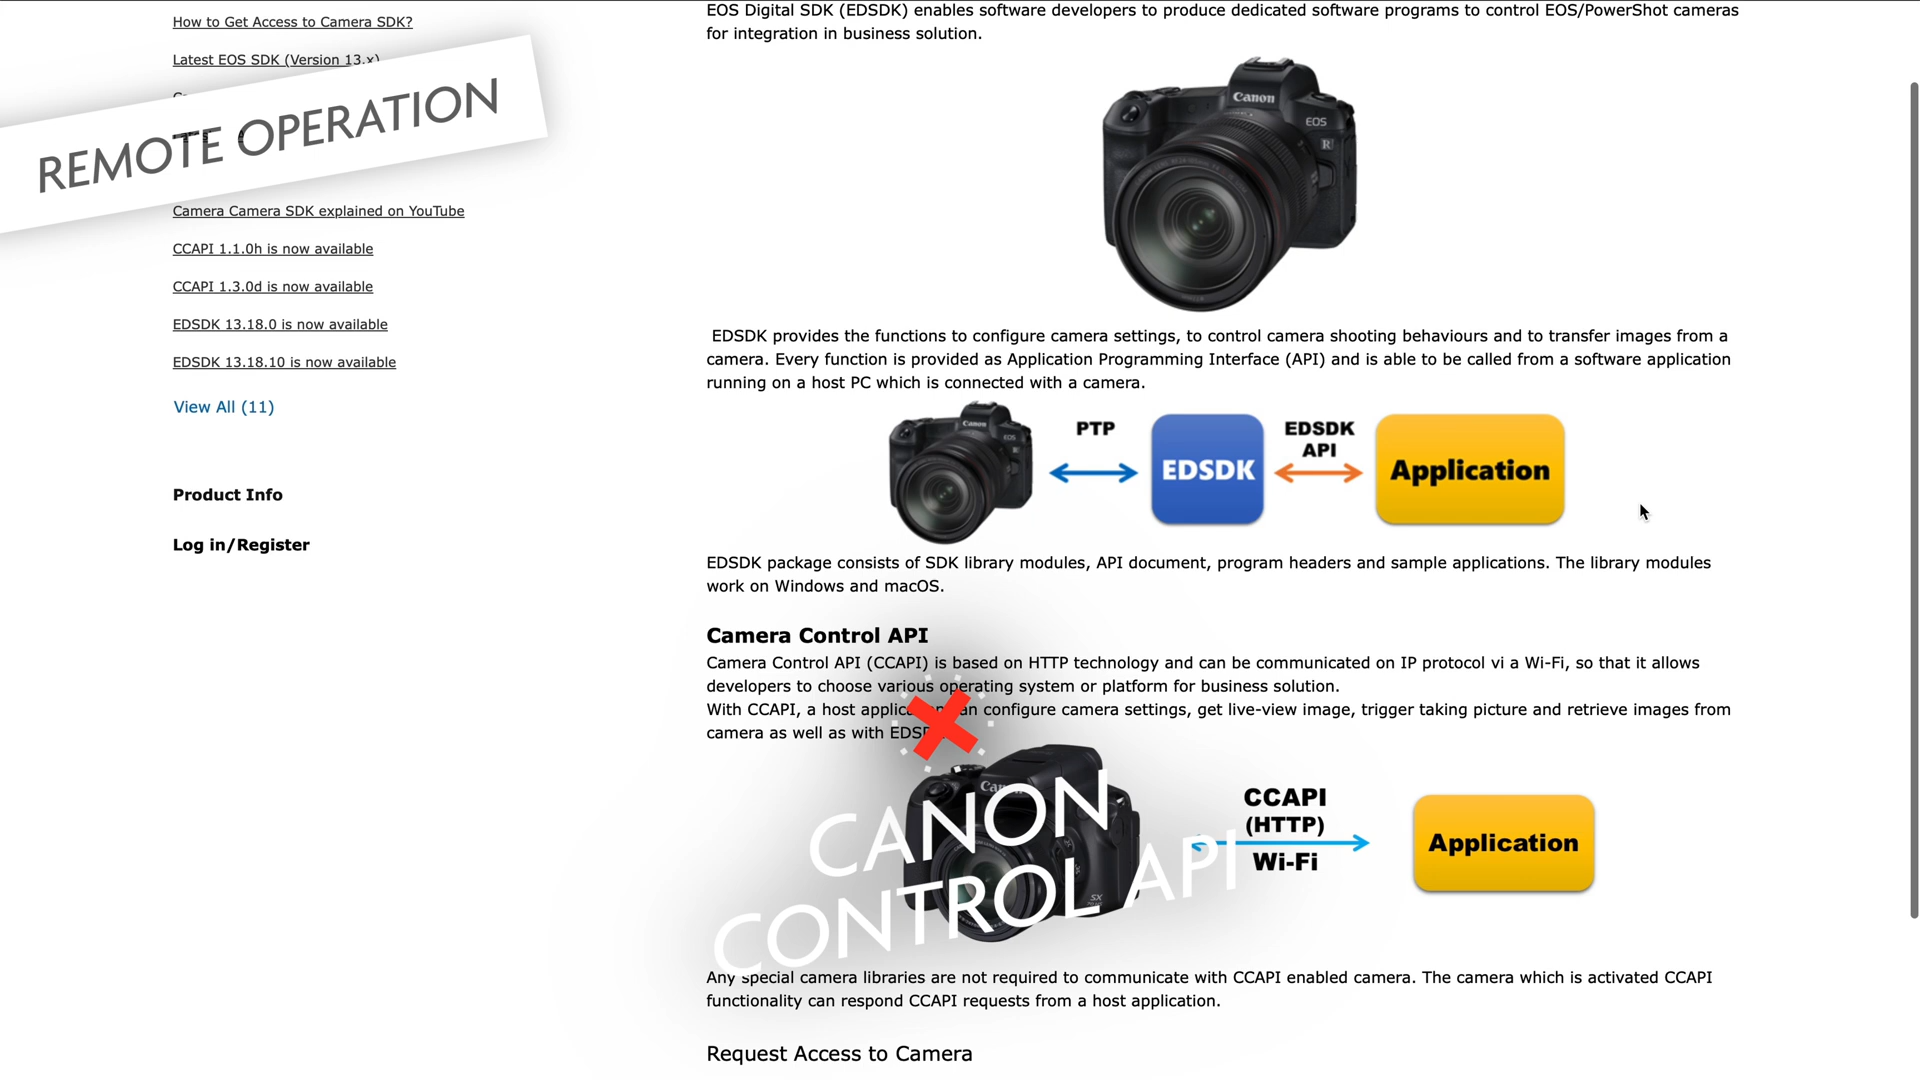 How to Get Access to Camera SDK?
Latest EOS SDK (Version 13.x)
REMOTE OPERATION
Camera Camera SDK explained on YouTube
CCAPI 1.1.0h is now available
CCAPI 1.3.0d is now available
EDSDK 13.18.0 is now available
EDSDK 13.18.10 is now available
View All (11)
Product Info
Log in/Register
EOS Digital SDK (EDSDK) enables software developers to produce dedicated software programs to control EOS/PowerShot cameras
for integration in business solution.
Canon
EOS
R
EDSDK provides the functions to configure camera settings, to control camera shooting behaviours and to transfer images from a
camera. Every function is provided as Application Programming Interface (API) and is able to be called from a software application
running on a host PC which is connected with a camera.
Canon
EOS
PTP
EDSDK
EDSDK
API
Application
EDSDK package consists of SDK library modules, API document, program headers and sample applications. The library modules
work on Windows and macOS.
Camera Control API
Camera Control API (CCAPI) is based on HTTP technology and can be communicated on IP protocol vi a Wi-Fi, so that it allows
developers to choose various operating system or platform for business solution.
With CCAPI, a host can configure camera settings, get live-view image, trigger taking picture and retrieve images from
camera as well as with
CANON
CONTROL API
SX
CCAPI
(HTTP)
Wi-Fi
Application
Any special camera libraries are not required to communicate with CCAPI enabled camera. The camera which is activated CCAPI
functionality can respond CCAPI requests from a host application.
Request Access to Camera